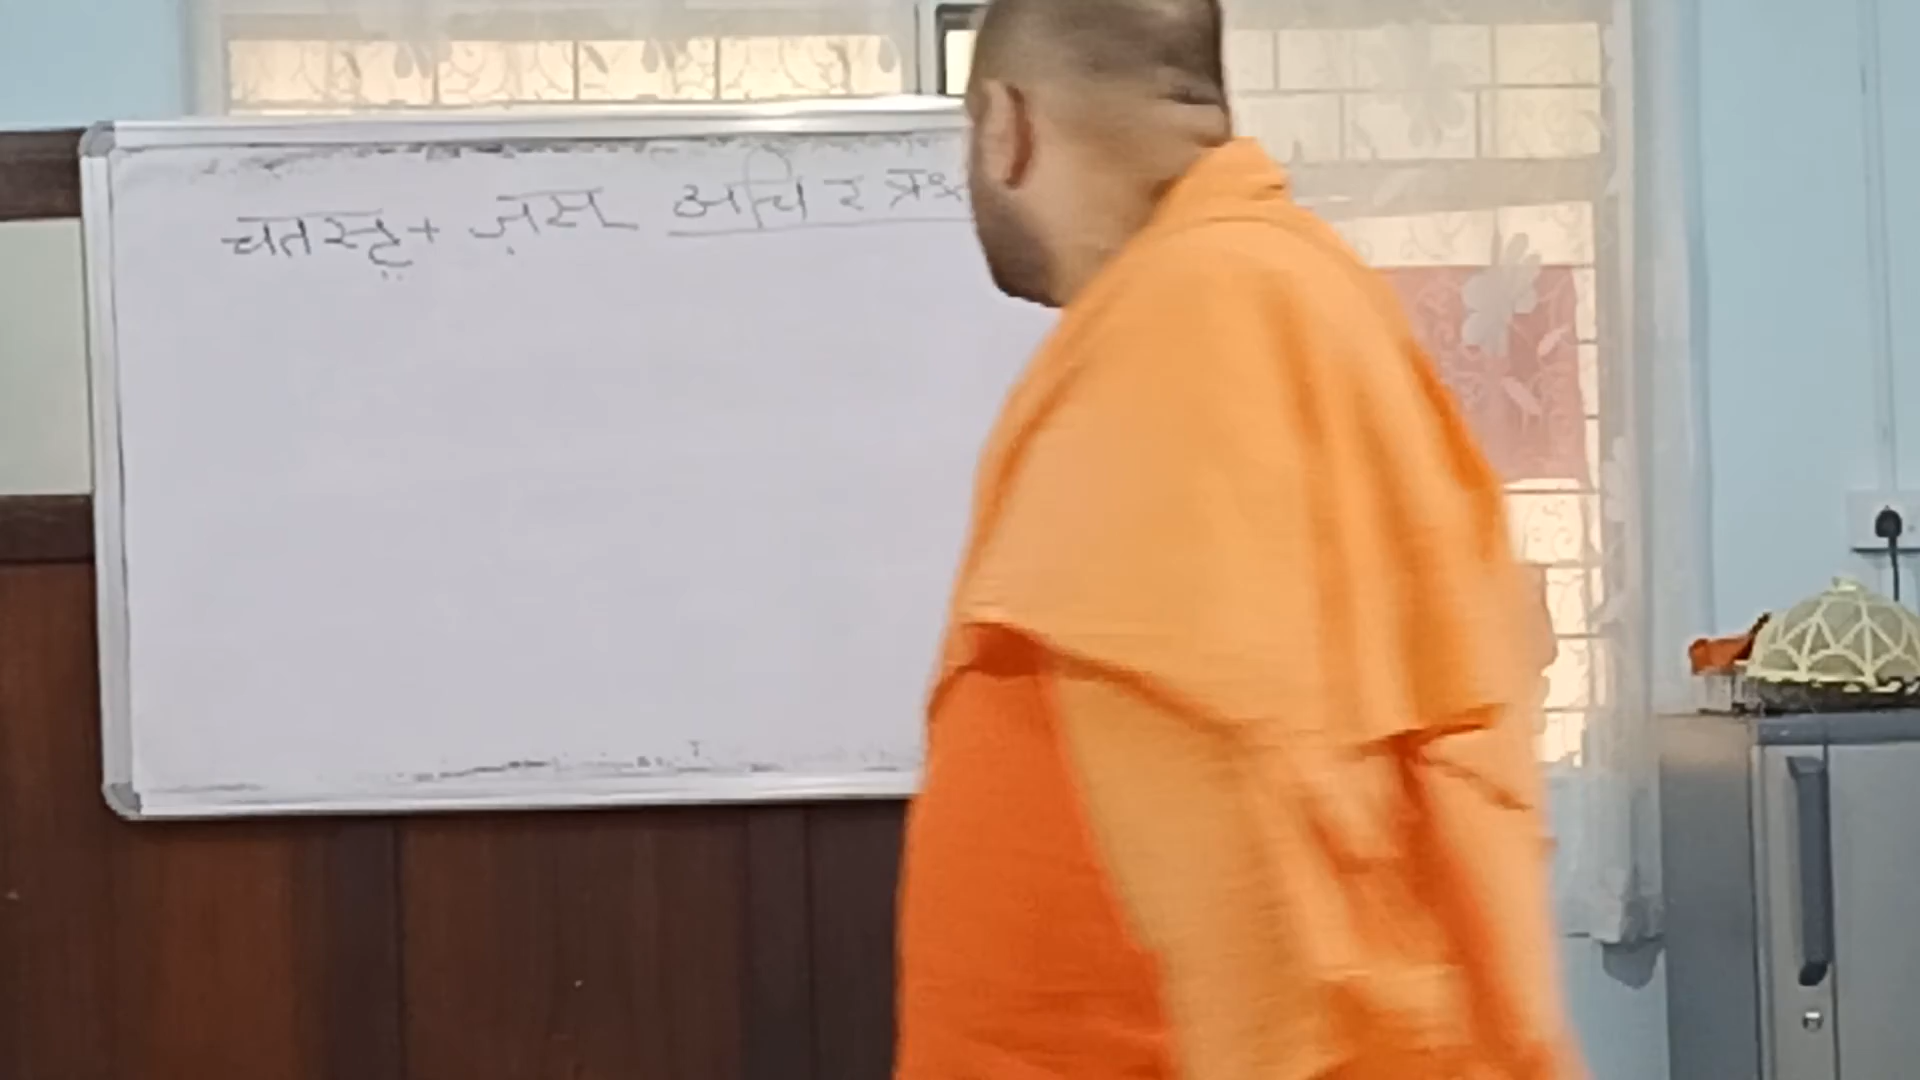 चतसृ + जस् अचि र